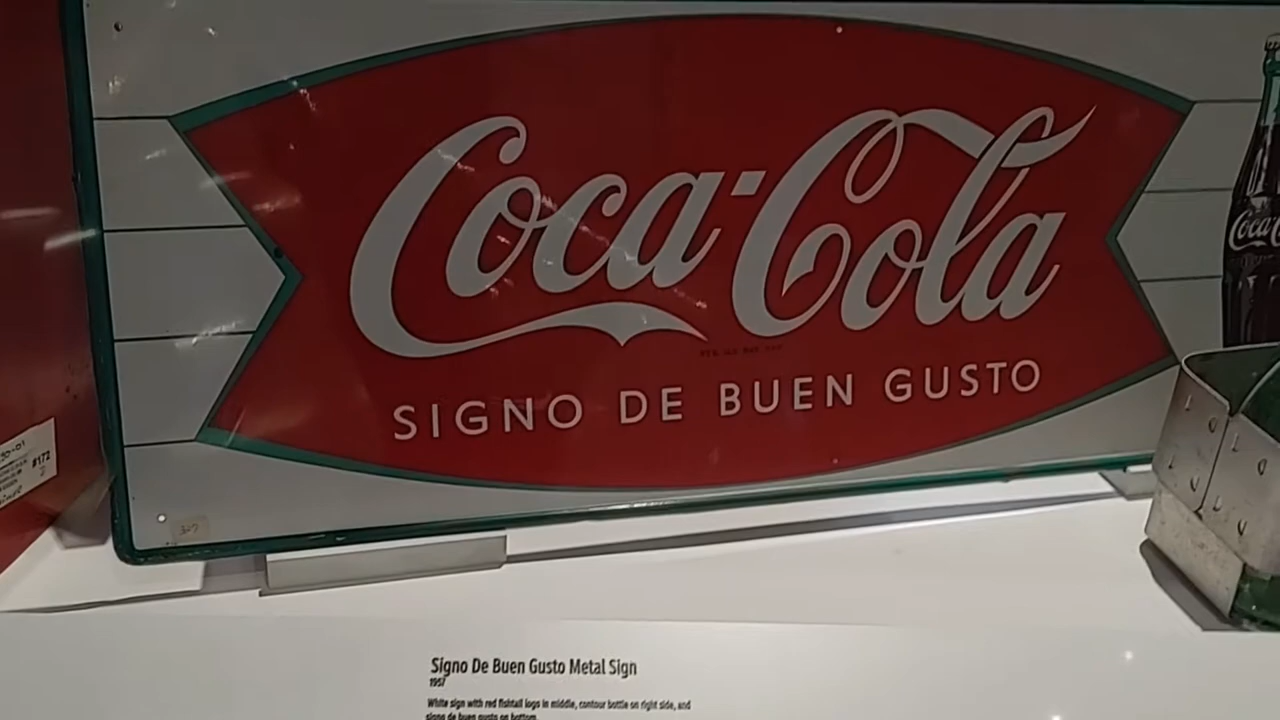 Coca-Cola
SIGNO DE BUEN GUSTO
Coca-C
#172
307
Signo De Buen Gusto Metal Sign
1957
White sign with red fishtail logo in middle, contour bottle on right side, and
signo de buen gusto on bottom.